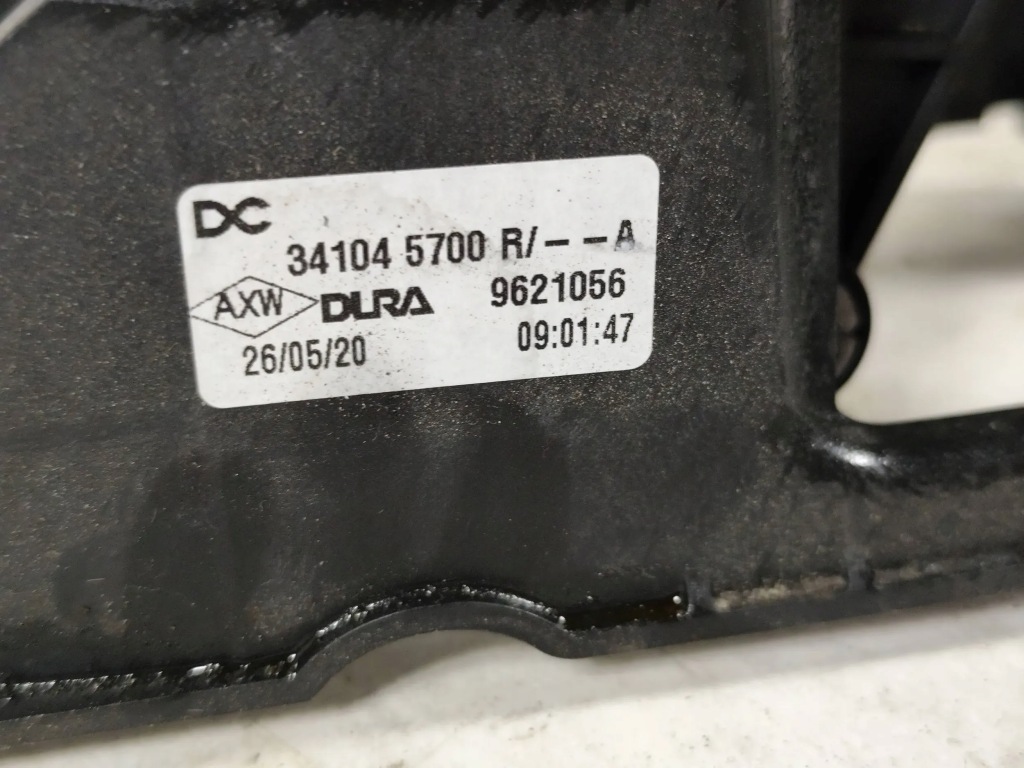 DC
34104 5700 R/---A
AXW DURA 9621056
26/05/20 09:01:47